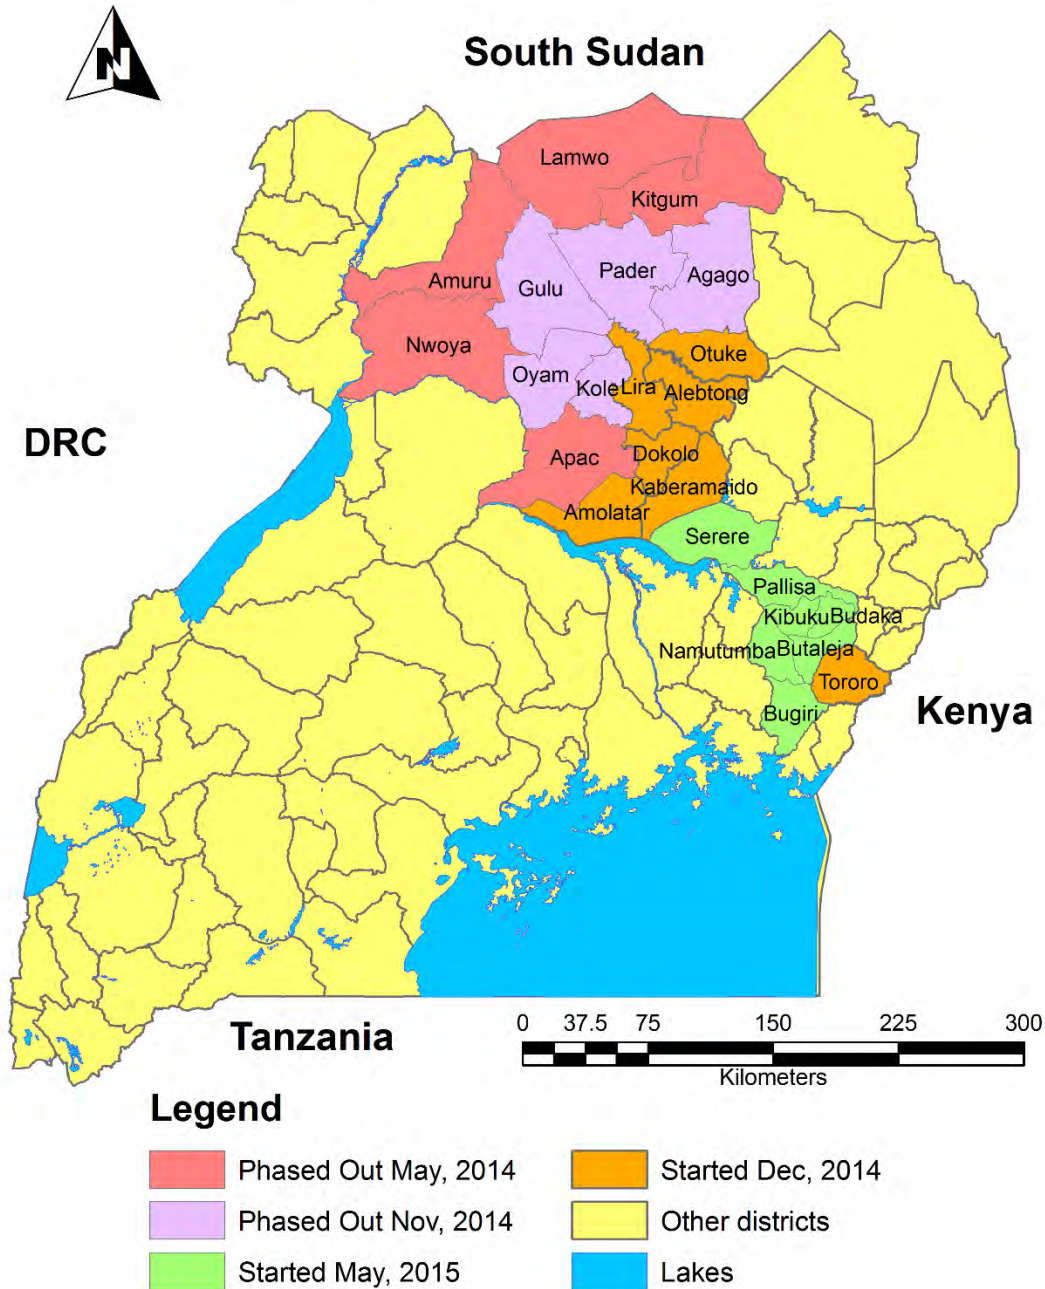 N
South Sudan
Lamwo
Kitgum
Amuru
Gulu
Pader
Agago
Nwoya
Otuke
Oyam
Kole
Lira
Alebtong
DRC
Apac
Dokolo
Kaberamaido
Amolatar
Serere
Pallisa
Kibuku
Budaka
Namutumba
Butaleja
Tororo
Bugiri
Kenya
Tanzania
0 37.5 75 150 225 300
Kilometers
Legend
Phased Out May, 2014
Started Dec, 2014
Phased Out Nov, 2014
Other districts
Started May, 2015
Lakes